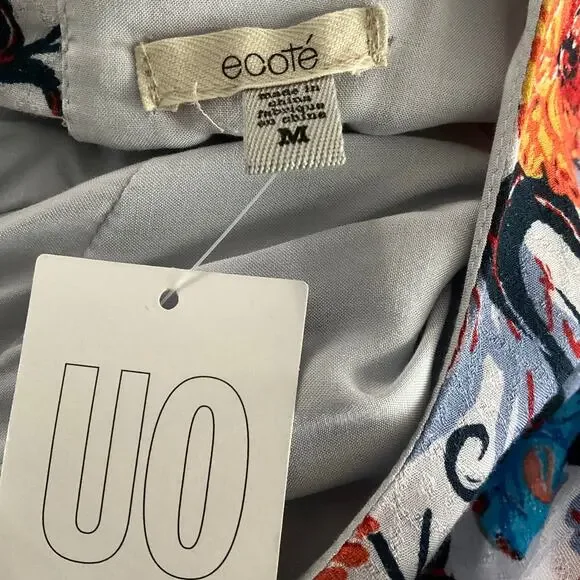 ecoté
made in
china
fabriqué
en chine
M
UO